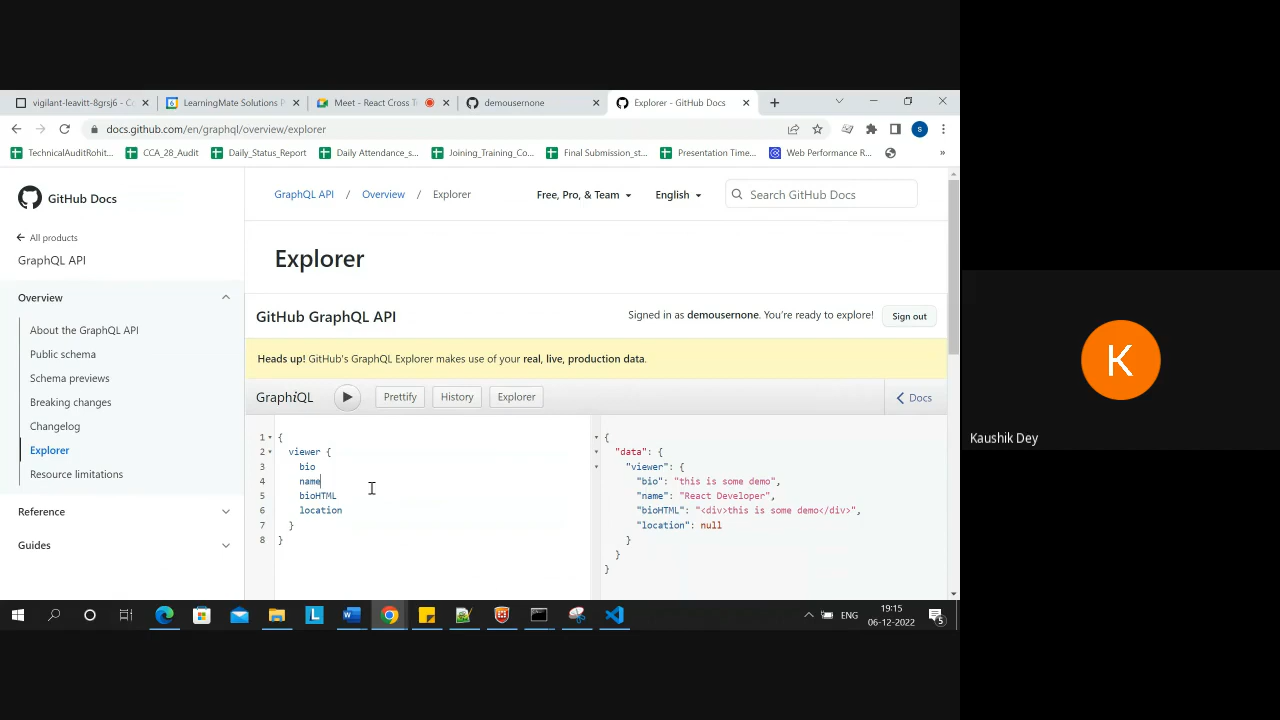 vigilant-leavitt-8grsj6 - Co
LearningMate Solutions P
Meet - React Cross T
demousernone
Explorer - GitHub Docs
docs.github.com/en/graphql/overview/explorer
S
TechnicalAuditRohit...
CCA_28_Audit
Daily_Status_Report
Daily Attendance_s...
Joining_Training_Co...
Final Submission_st...
Presentation Time...
Web Performance R...
»
GitHub Docs
GraphQL API / Overview / Explorer
Free, Pro, & Team
English
Search GitHub Docs
All products
GraphQL API
Overview
About the GraphQL API
Public schema
Schema previews
Breaking changes
Changelog
Explorer
Resource limitations
Reference
Guides
Explorer
GitHub GraphQL API
Signed in as demousernone. You're ready to explore!
Sign out
Heads up! GitHub's GraphQL Explorer makes use of your real, live, production data.
GraphiQL
Prettify
History
Explorer
Docs
1 {
2 viewer {
3 bio
4 name
5 bioHTML
6 location
7 }
8 }
{
"data": {
"viewer": {
"bio": "this is some demo",
"name": "React Developer",
"bioHTML": "<div>this is some demo</div>",
"location": null
}
}
}
K
Kaushik Dey
L
ENG
19:15
06-12-2022
5